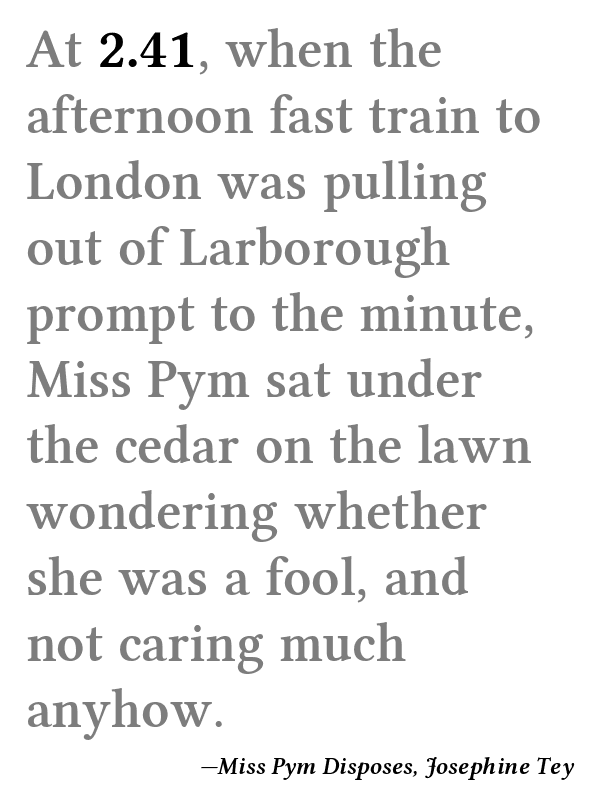 At 2.41, when the
afternoon fast train to
London was pulling
out of Larborough
prompt to the minute,
Miss Pym sat under
the cedar on the lawn
wondering whether
she was a fool, and
not caring much
anyhow.
—Miss Pym Disposes, Josephine Tey